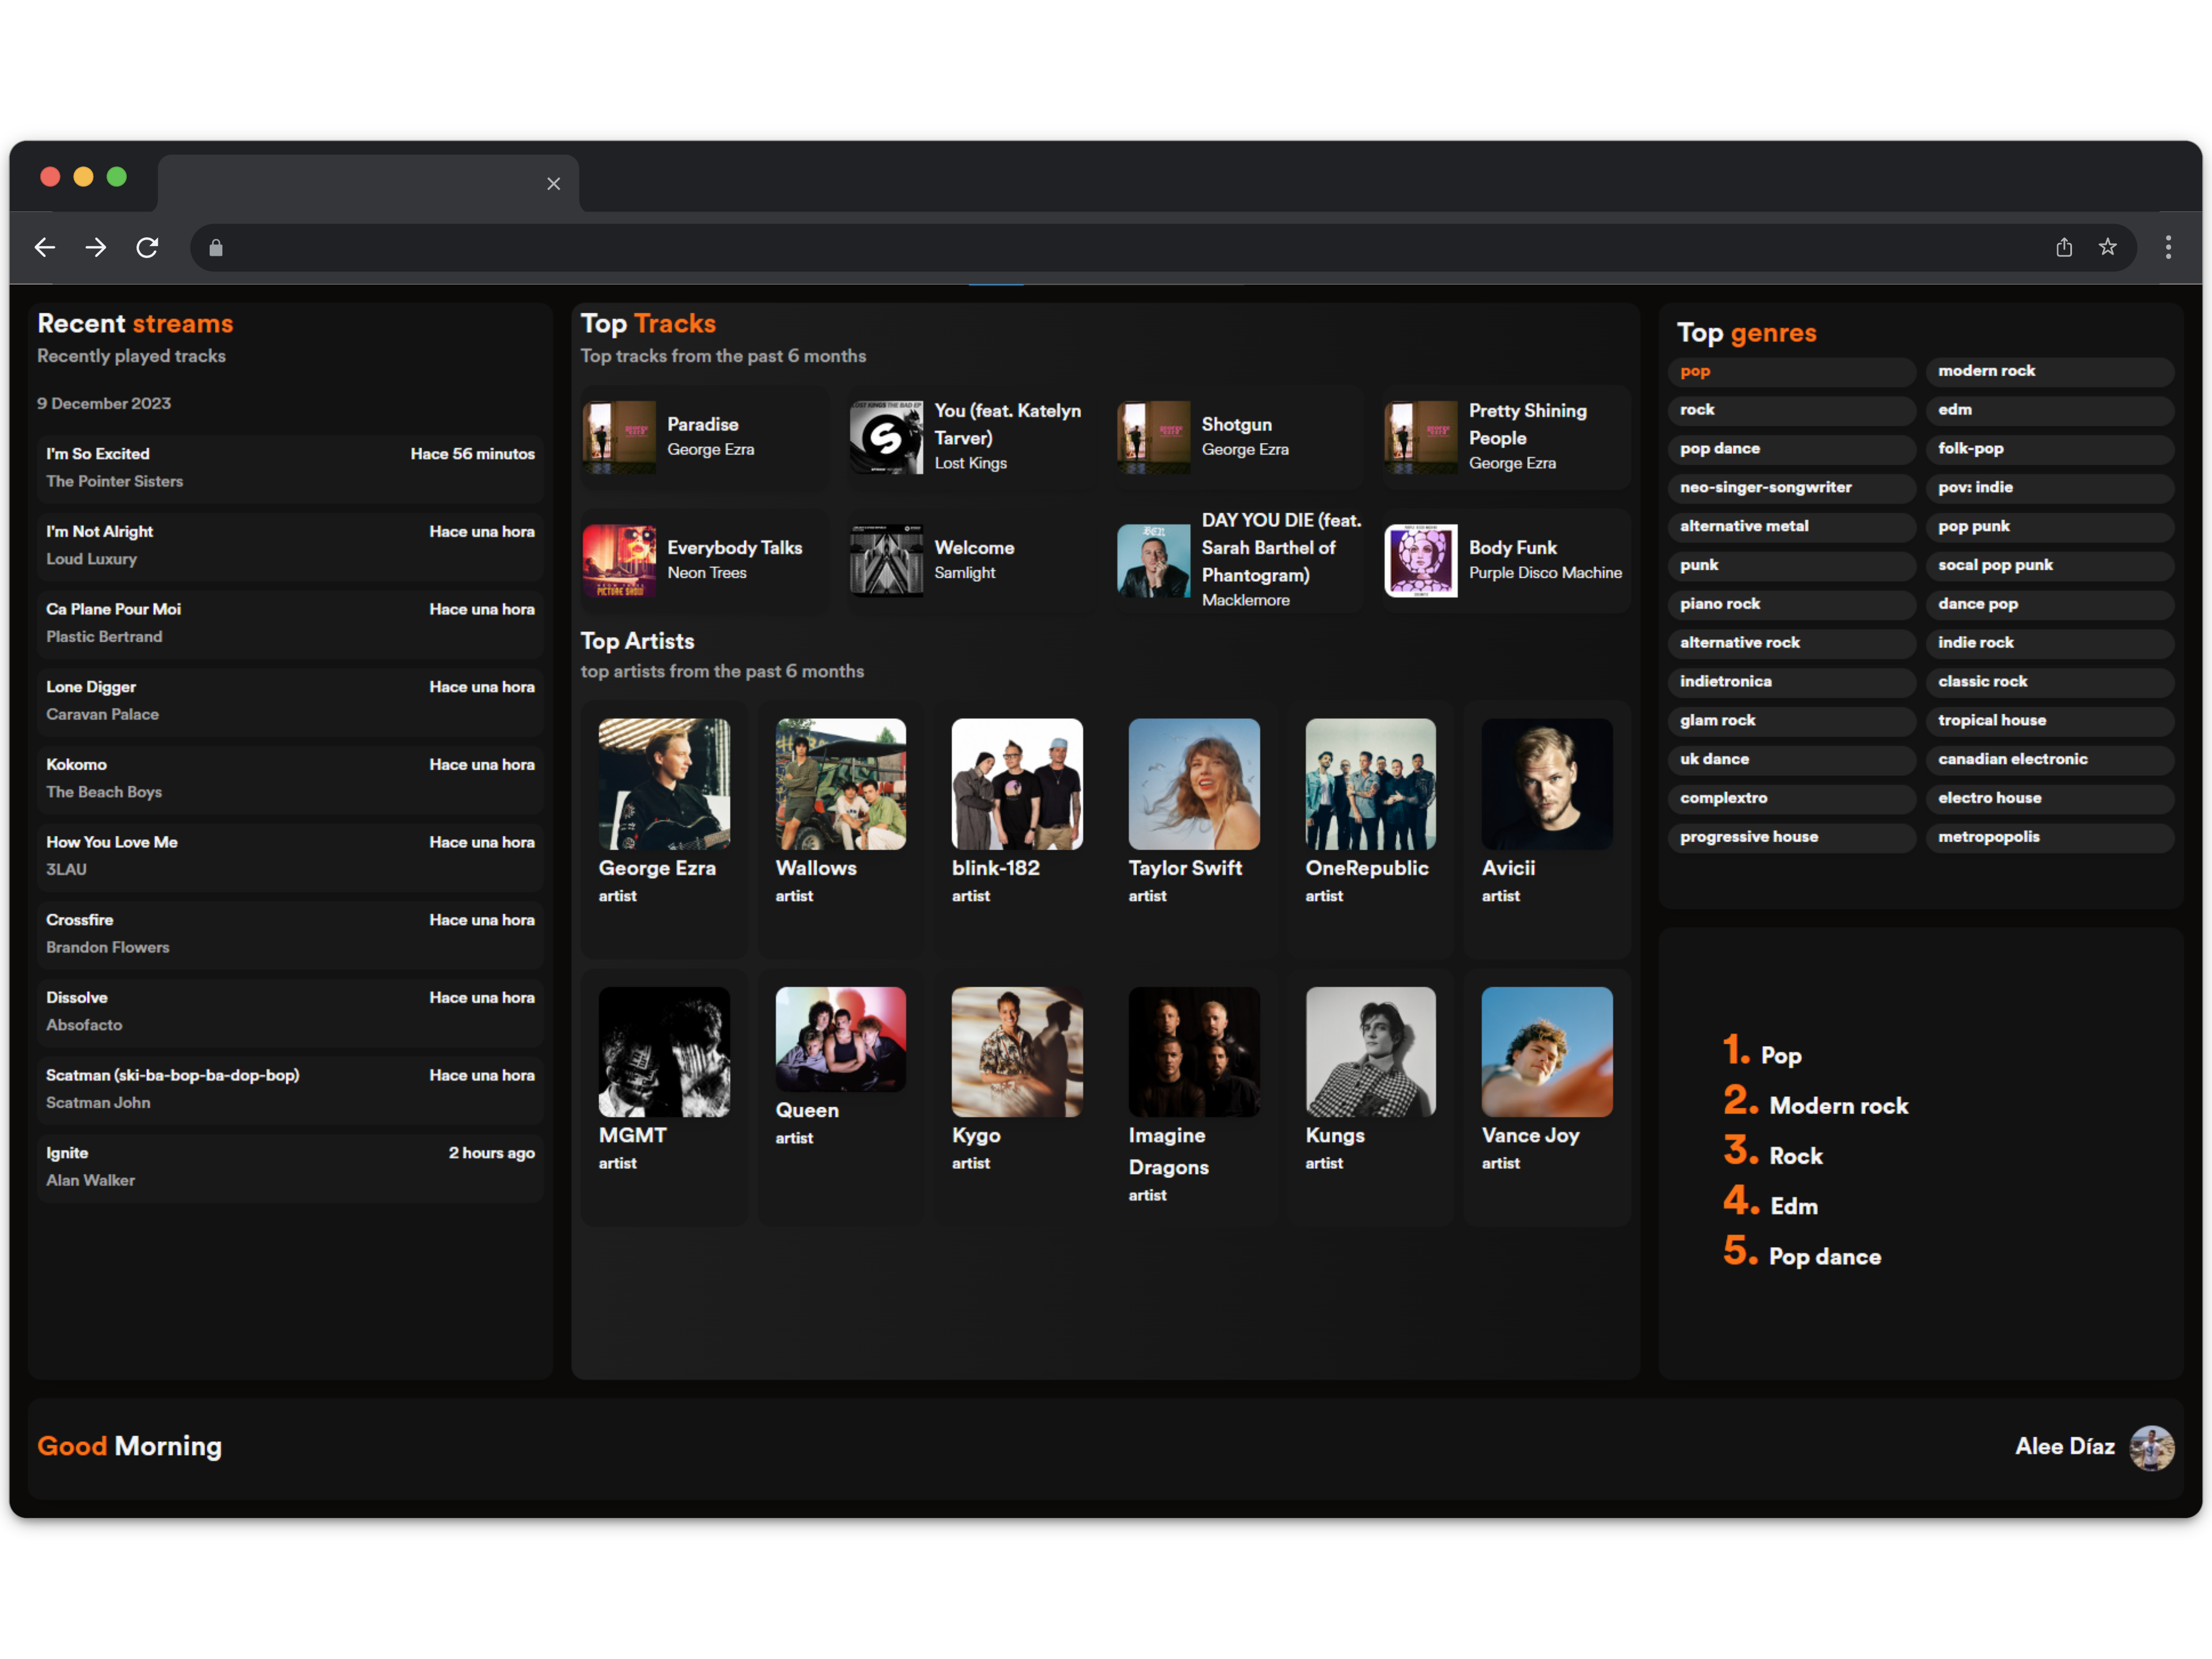 Recent streams
Recently played tracks
9 December 2023
I'm So Excited
Hace 56 minutos
The Pointer Sisters
I'm Not Alright
Hace una hora
Loud Luxury
Ca Plane Pour Moi
Hace una hora
Plastic Bertrand
Lone Digger
Hace una hora
Caravan Palace
Kokomo
Hace una hora
The Beach Boys
How You Love Me
Hace una hora
3LAU
Crossfire
Hace una hora
Brandon Flowers
Dissolve
Hace una hora
Absofacto
Scatman (ski-ba-bop-ba-dop-bop)
Hace una hora
Scatman John
Ignite
2 hours ago
Alan Walker
Top Tracks
Top tracks from the past 6 months
Paradise
George Ezra
You (feat. Katelyn
Tarver)
Lost Kings
Shotgun
George Ezra
Pretty Shining
People
George Ezra
Everybody Talks
Neon Trees
PICTURE SHOW
Welcome
Samlight
DAY YOU DIE (feat.
Sarah Barthel of
Phantogram)
Macklemore
BEN
Body Funk
Purple Disco Machine
Top Artists
top artists from the past 6 months
George Ezra
artist
Wallows
artist
blink-182
artist
Taylor Swift
artist
OneRepublic
artist
Avicii
artist
MGMT
artist
Queen
artist
Kygo
artist
Imagine
Dragons
artist
Kungs
artist
Vance Joy
artist
Top genres
pop
modern rock
rock
edm
pop dance
folk-pop
neo-singer-songwriter
pov: indie
alternative metal
pop punk
punk
socal pop punk
piano rock
dance pop
alternative rock
indie rock
indietronica
classic rock
glam rock
tropical house
uk dance
canadian electronic
complextro
electro house
progressive house
metropopolis
1. Pop
2. Modern rock
3. Rock
4. Edm
5. Pop dance
Good Morning
Alee Díaz